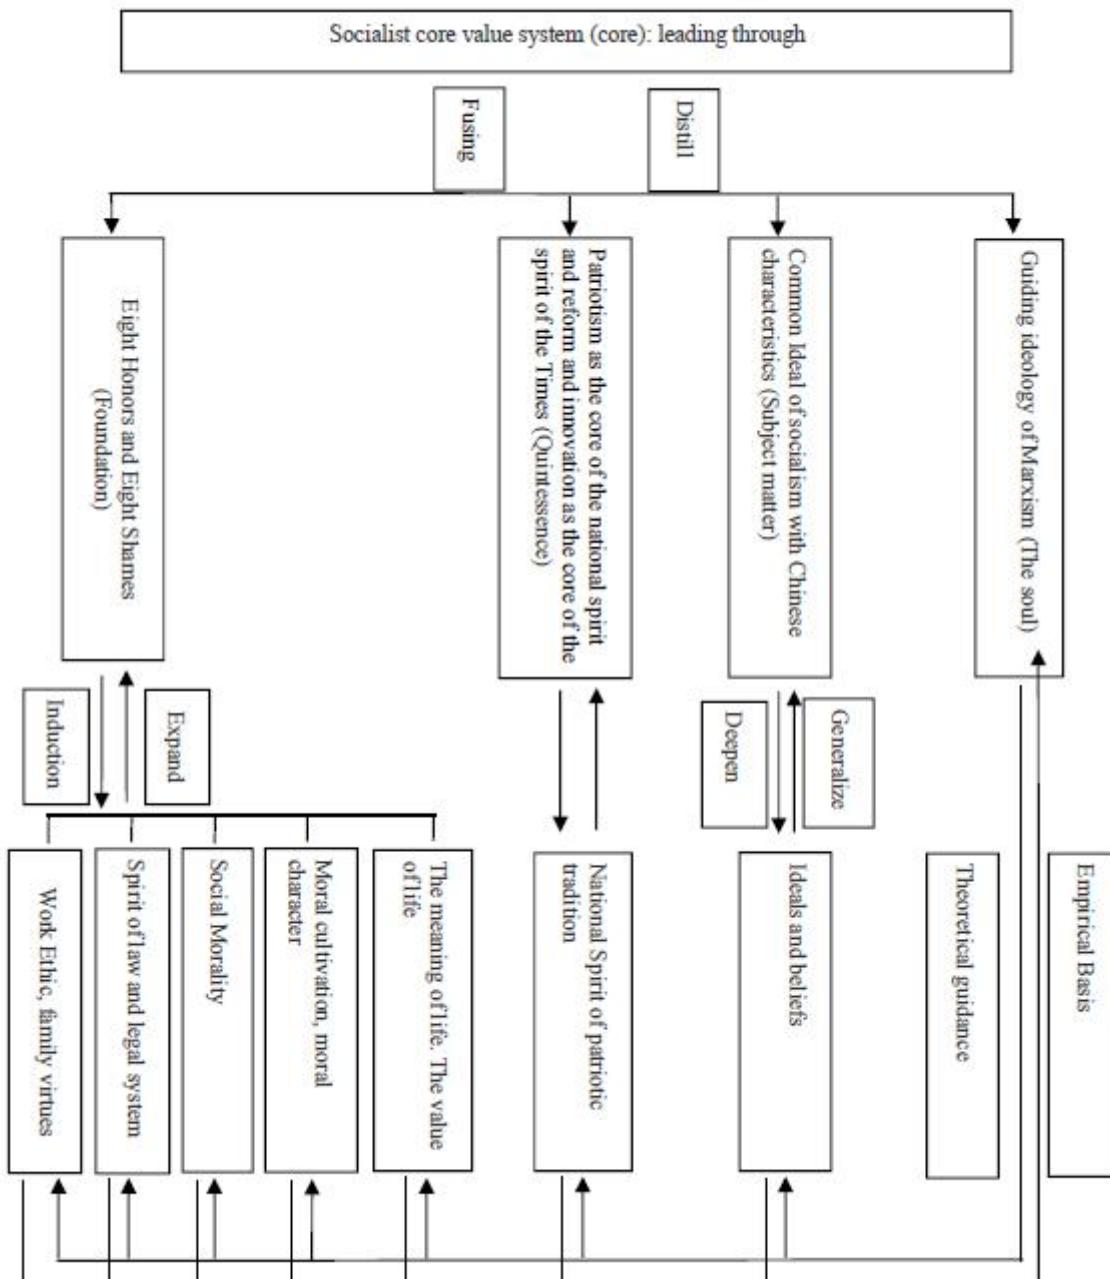 Socialist core value system (core): leading through
Fusing
Distill
Eight Honors and Eight Shames
(Foundation)
Patriotism as the core of the national spirit
and reform and innovation as the core of the
spirit of the Times (Quintessence)
Common Ideal of socialism with Chinese
characteristics (Subject matter)
Guiding ideology of Marxism (The soul)
Induction
Expand
Deepen
Generalize
Work Ethic, family virtues
Spirit of law and legal system
Social Morality
Moral cultivation, moral
character
The meaning of life. The value
of life
National Spirit of patriotic
tradition
Ideals and beliefs
Theoretical guidance
Empirical Basis